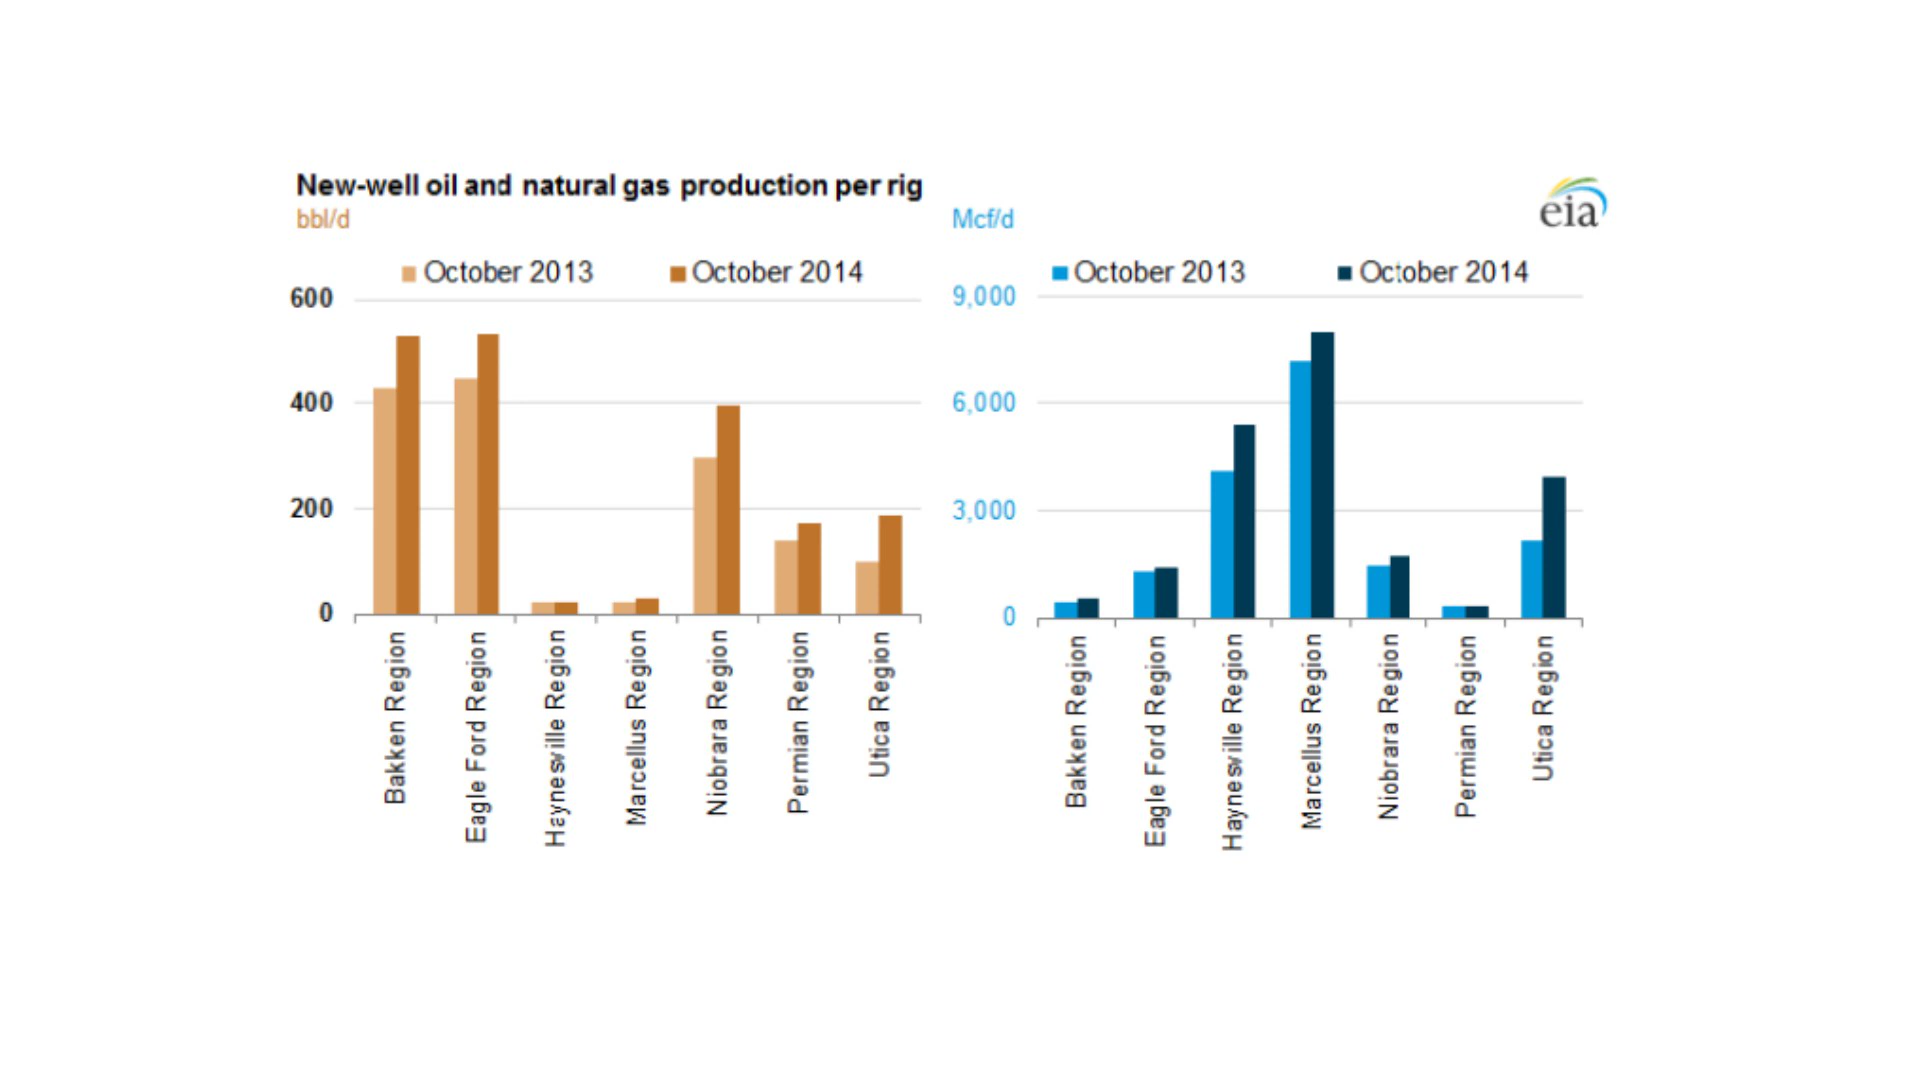 New-well oil and natural gas production per rig
bbl/d
Mcf/d
eia
October 2013
October 2014
October 2013
October 2014
600
400
200
0
Bakken Region
Eagle Ford Region
Haynesville Region
Marcellus Region
Niobrara Region
Permian Region
Utica Region
9,000
6,000
3,000
0
Bakken Region
Eagle Ford Region
Haynesville Region
Marcellus Region
Niobrara Region
Permian Region
Utica Region